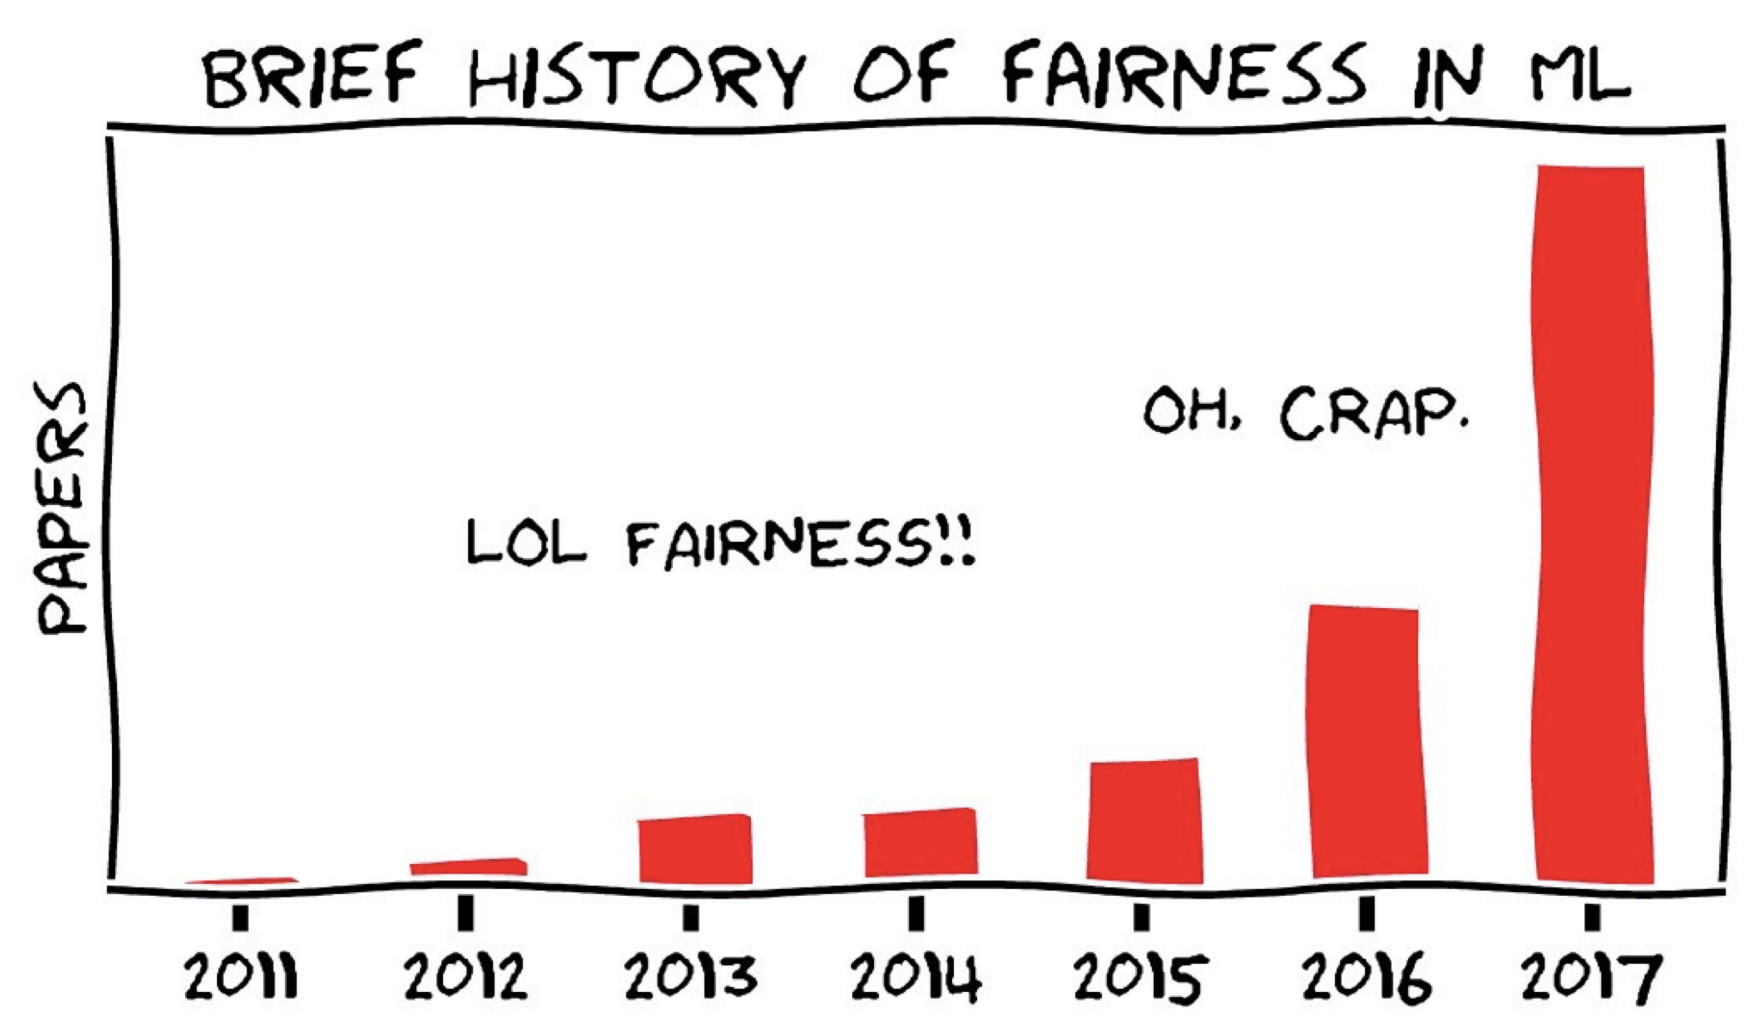 BRIEF HISTORY OF FAIRNESS IN ML
PAPERS
OH, CRAP.
LOL FAIRNESS!!
2011 2012 2013 2014 2015 2016 2017